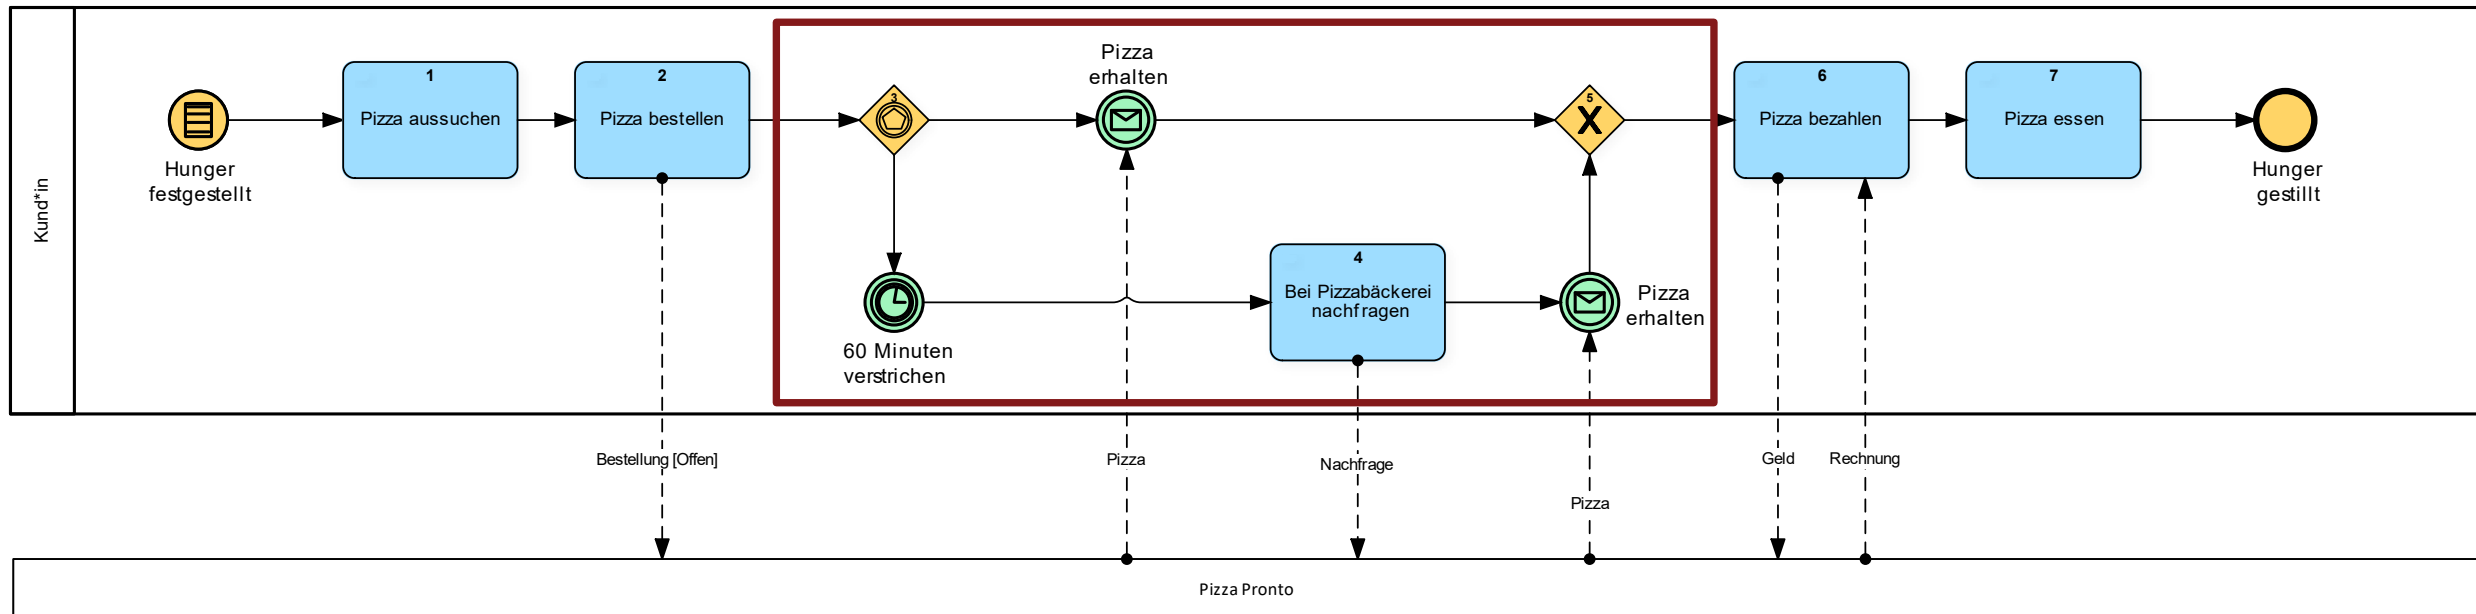 Kund*in
Hunger
festgestellt
1
Pizza aussuchen
2
Pizza bestellen
3
Pizza
erhalten
60 Minuten
verstrichen
4
Bei Pizzabäckerei
nachfragen
5
X
Pizza
erhalten
6
Pizza bezahlen
7
Pizza essen
Hunger
gestillt
Bestellung [Offen]
Pizza
Nachfrage
Pizza
Geld
Rechnung
Pizza Pronto